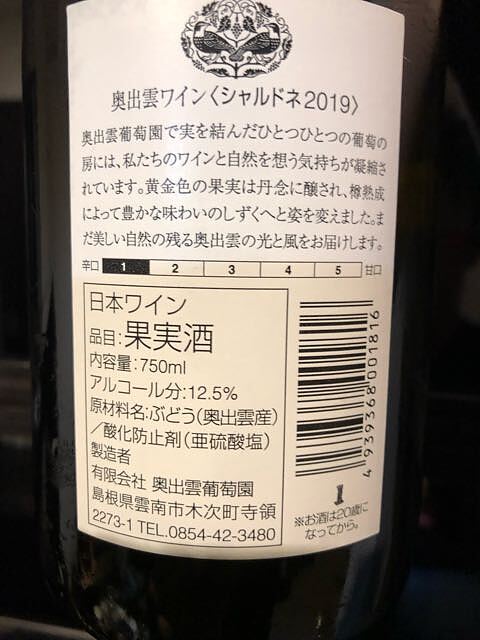 奥出雲ワイン〈シャルドネ2019〉
奥出雲葡萄園で実を結んだひとつひとつの葡萄の
房には、私たちのワインと自然を想う気持ちが凝縮さ
れています。黄金色の果実は丹念に醸され、樽熟成
によって豊かな味わいのしずくへと姿を変えました。ま
だ美しい自然の残る奥出雲の光と風をお届けします。
辛口 1 2 3 4 5 甘口
日本ワイン
品目:果実酒
内容量:750ml
アルコール分:12.5%
原材料名:ぶどう(奥出雲産)
/酸化防止剤(亜硫酸塩)
製造者
有限会社 奥出雲葡萄園
島根県雲南市木次町寺領
2273-1 TEL.0854-42-3480
4 939368 001816
※お酒は20歳に
なってから。